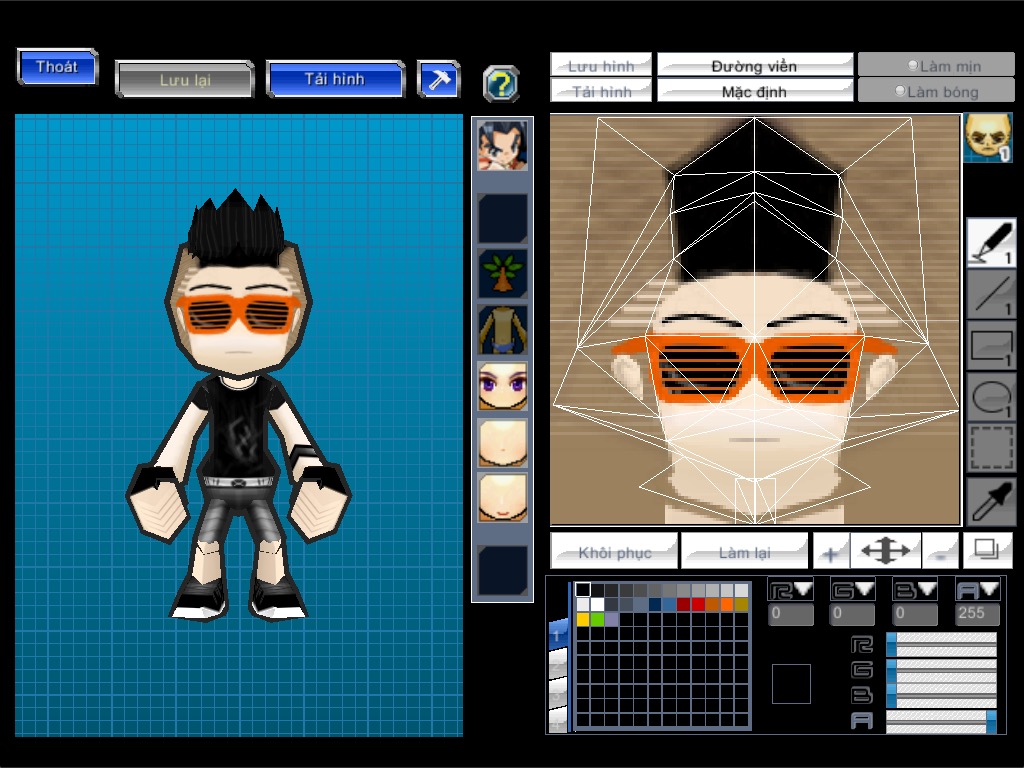 Thoát
Lưu lại
Tải hình
Lưu hình
Đường viền
Làm mịn
Tải hình
Mặc định
Làm bóng
1
1
1
1
1
Khôi phục
Làm lại
R
G
B
A
0
0
0
255
1
R
G
B
A